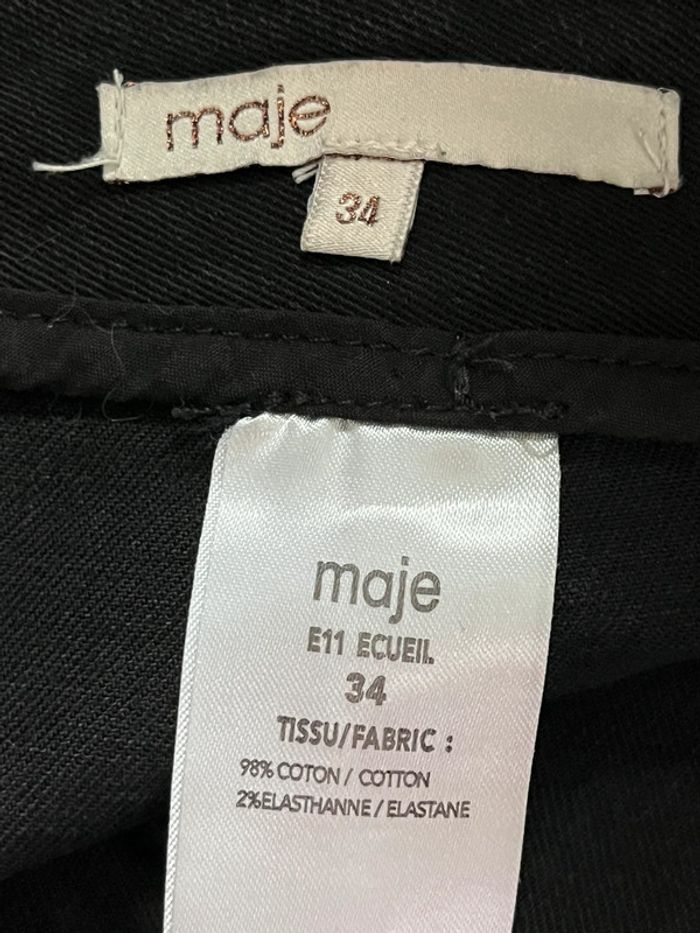 maje
34
maje
E11 ECUEIL
34
TISSU/FABRIC :
98% COTON / COTTON
2%ELASTHANNE / ELASTANE